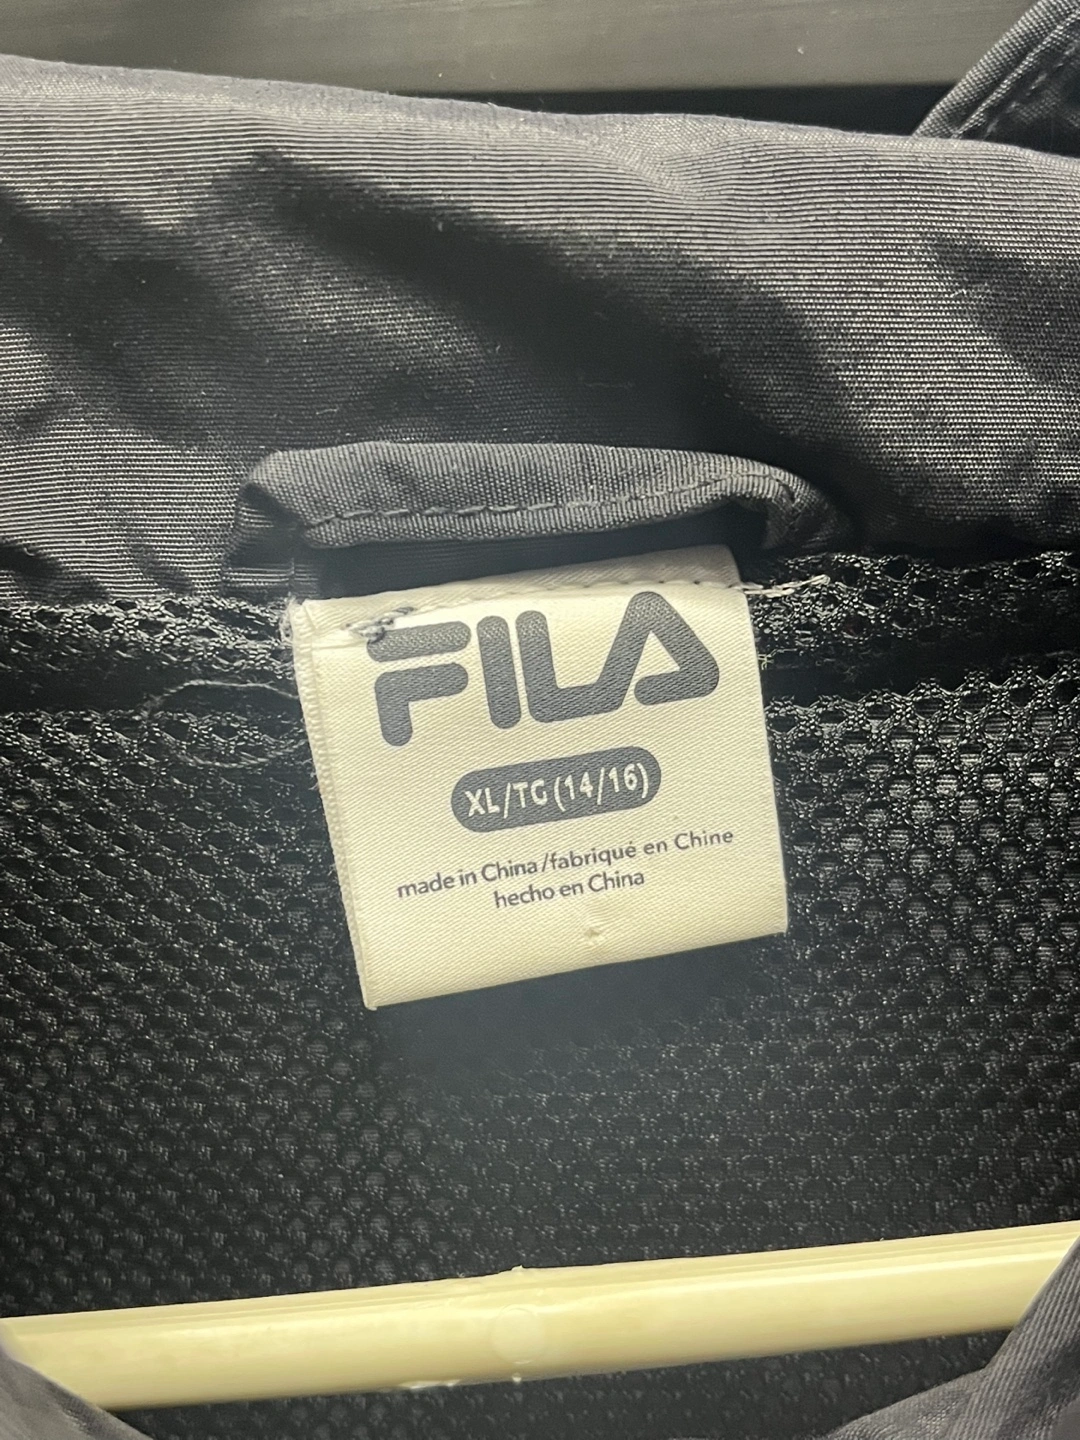 FILA
XL/TG (14/16)
made in China/fabriqué en Chine
hecho en China